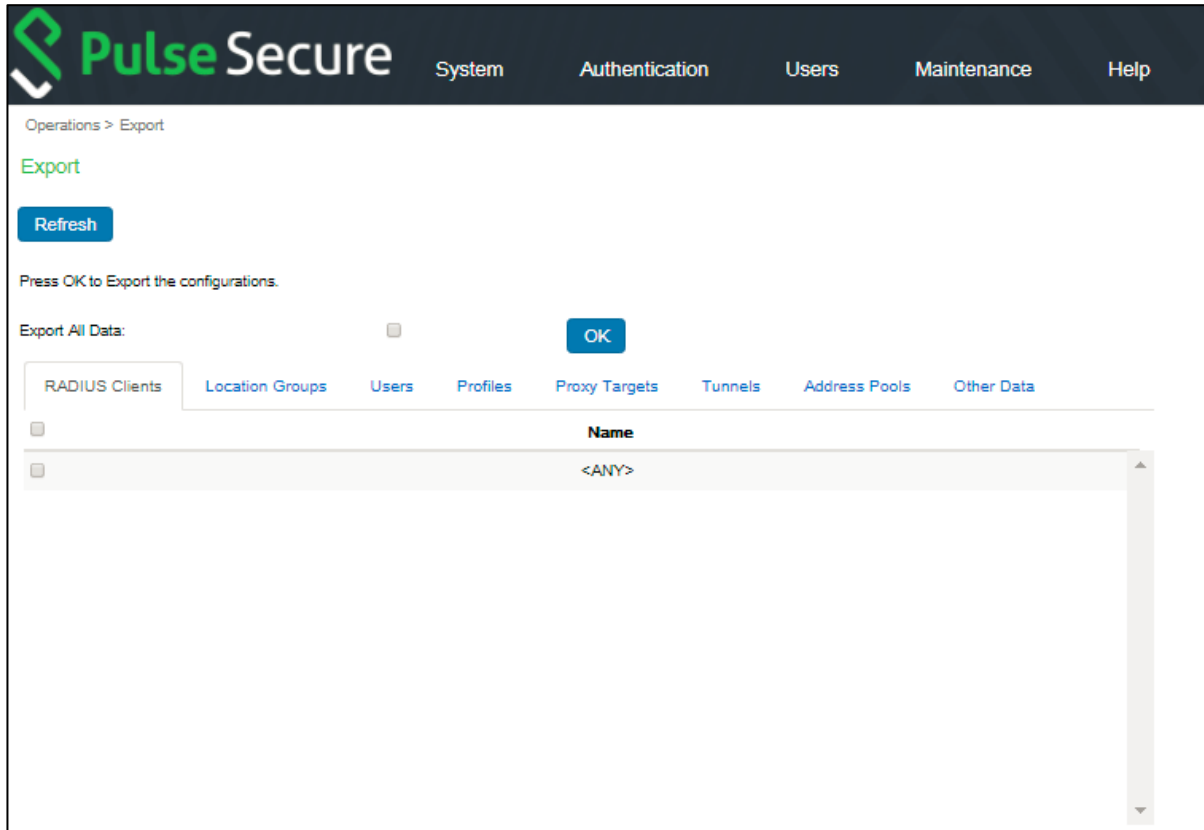 Pulse Secure System Authentication Users Maintenance Help
Operations > Export
Export
Refresh
Press OK to Export the configurations.
Export All Data: OK
RADIUS Clients Location Groups Users Profiles Proxy Targets Tunnels Address Pools Other Data
Name
<ANY>